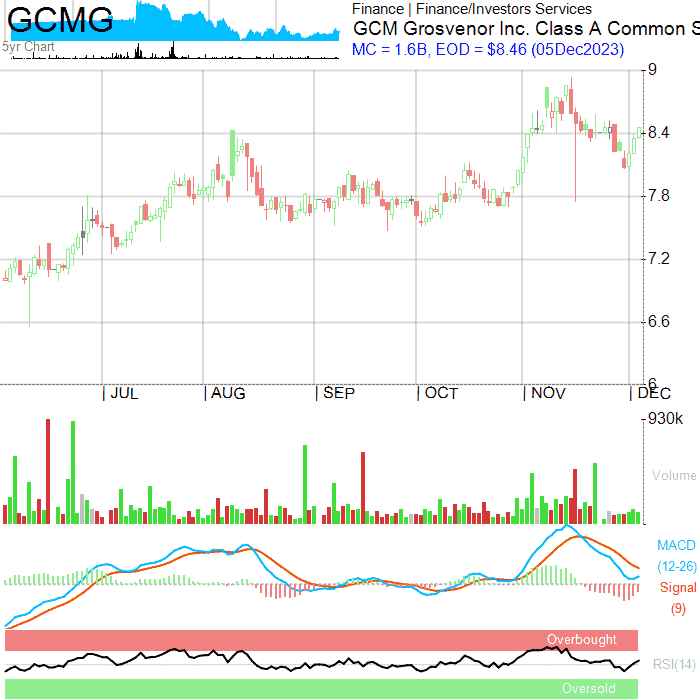 GCMG
5yr Chart
Finance | Finance/Investors Services
GCM Grosvenor Inc. Class A Common S
MC = 1.6B, EOD = $8.46 (05Dec2023)
9
8.4
7.8
7.2
6.6
6
| JUL | AUG | SEP | OCT | NOV | DEC
930k
Volume
MACD
(12-26)
Signal
(9)
Overbought
RSI(14)
Oversold